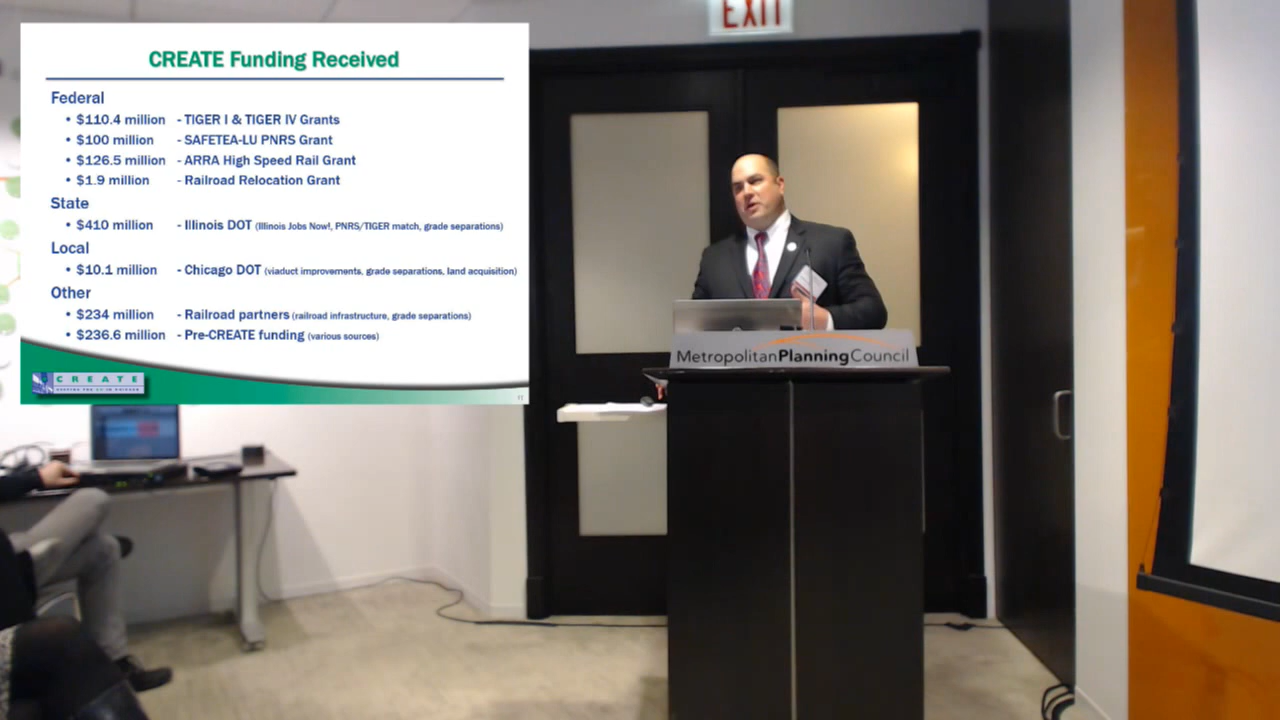 EXIT
CREATE Funding Received
Federal
• $110.4 million - TIGER I & TIGER IV Grants
• $100 million - SAFETEA-LU PNRS Grant
• $126.5 million - ARRA High Speed Rail Grant
• $1.9 million - Railroad Relocation Grant
State
• $410 million - Illinois DOT (Illinois Jobs Now!, PNRS/TIGER match, grade separations)
Local
• $10.1 million - Chicago DOT (viaduct improvements, grade separations, land acquisition)
Other
• $234 million - Railroad partners (railroad infrastructure, grade separations)
• $236.6 million - Pre-CREATE funding (various sources)
CREATE
11
MetropolitanPlanningCouncil